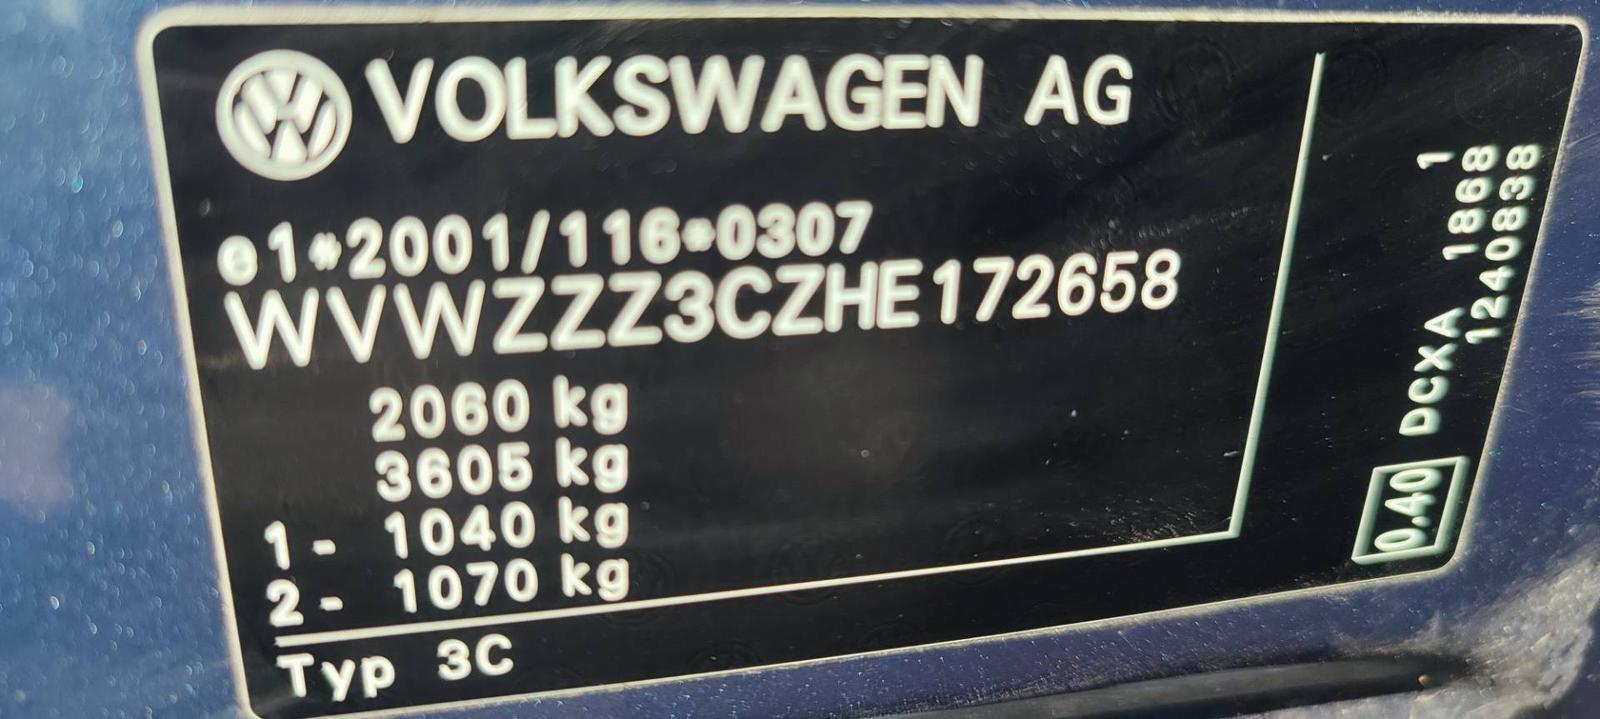 VOLKSWAGEN AG
e1*2001/116*0307
WVWZZZ3CZHE172658
2060 kg
3605 kg
1- 1040 kg
2- 1070 kg
Typ 3C
0.40 DCXA 1
1868
1240838